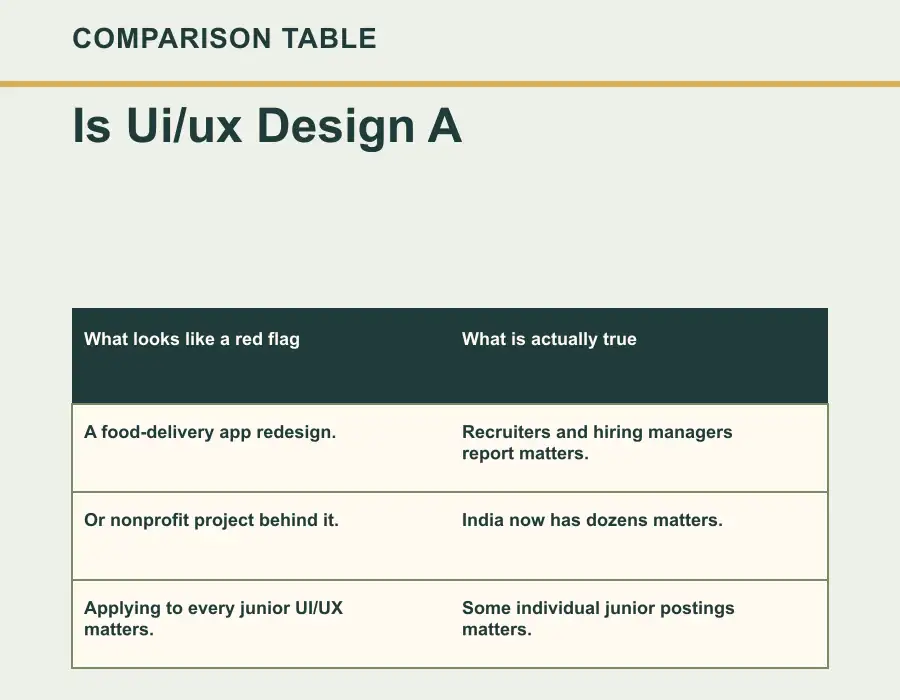 COMPARISON TABLE
Is Ui/ux Design A
What looks like a red flag
What is actually true
A food-delivery app redesign.
Recruiters and hiring managers
report matters.
Or nonprofit project behind it.
India now has dozens matters.
Applying to every junior UI/UX
matters.
Some individual junior postings
matters.